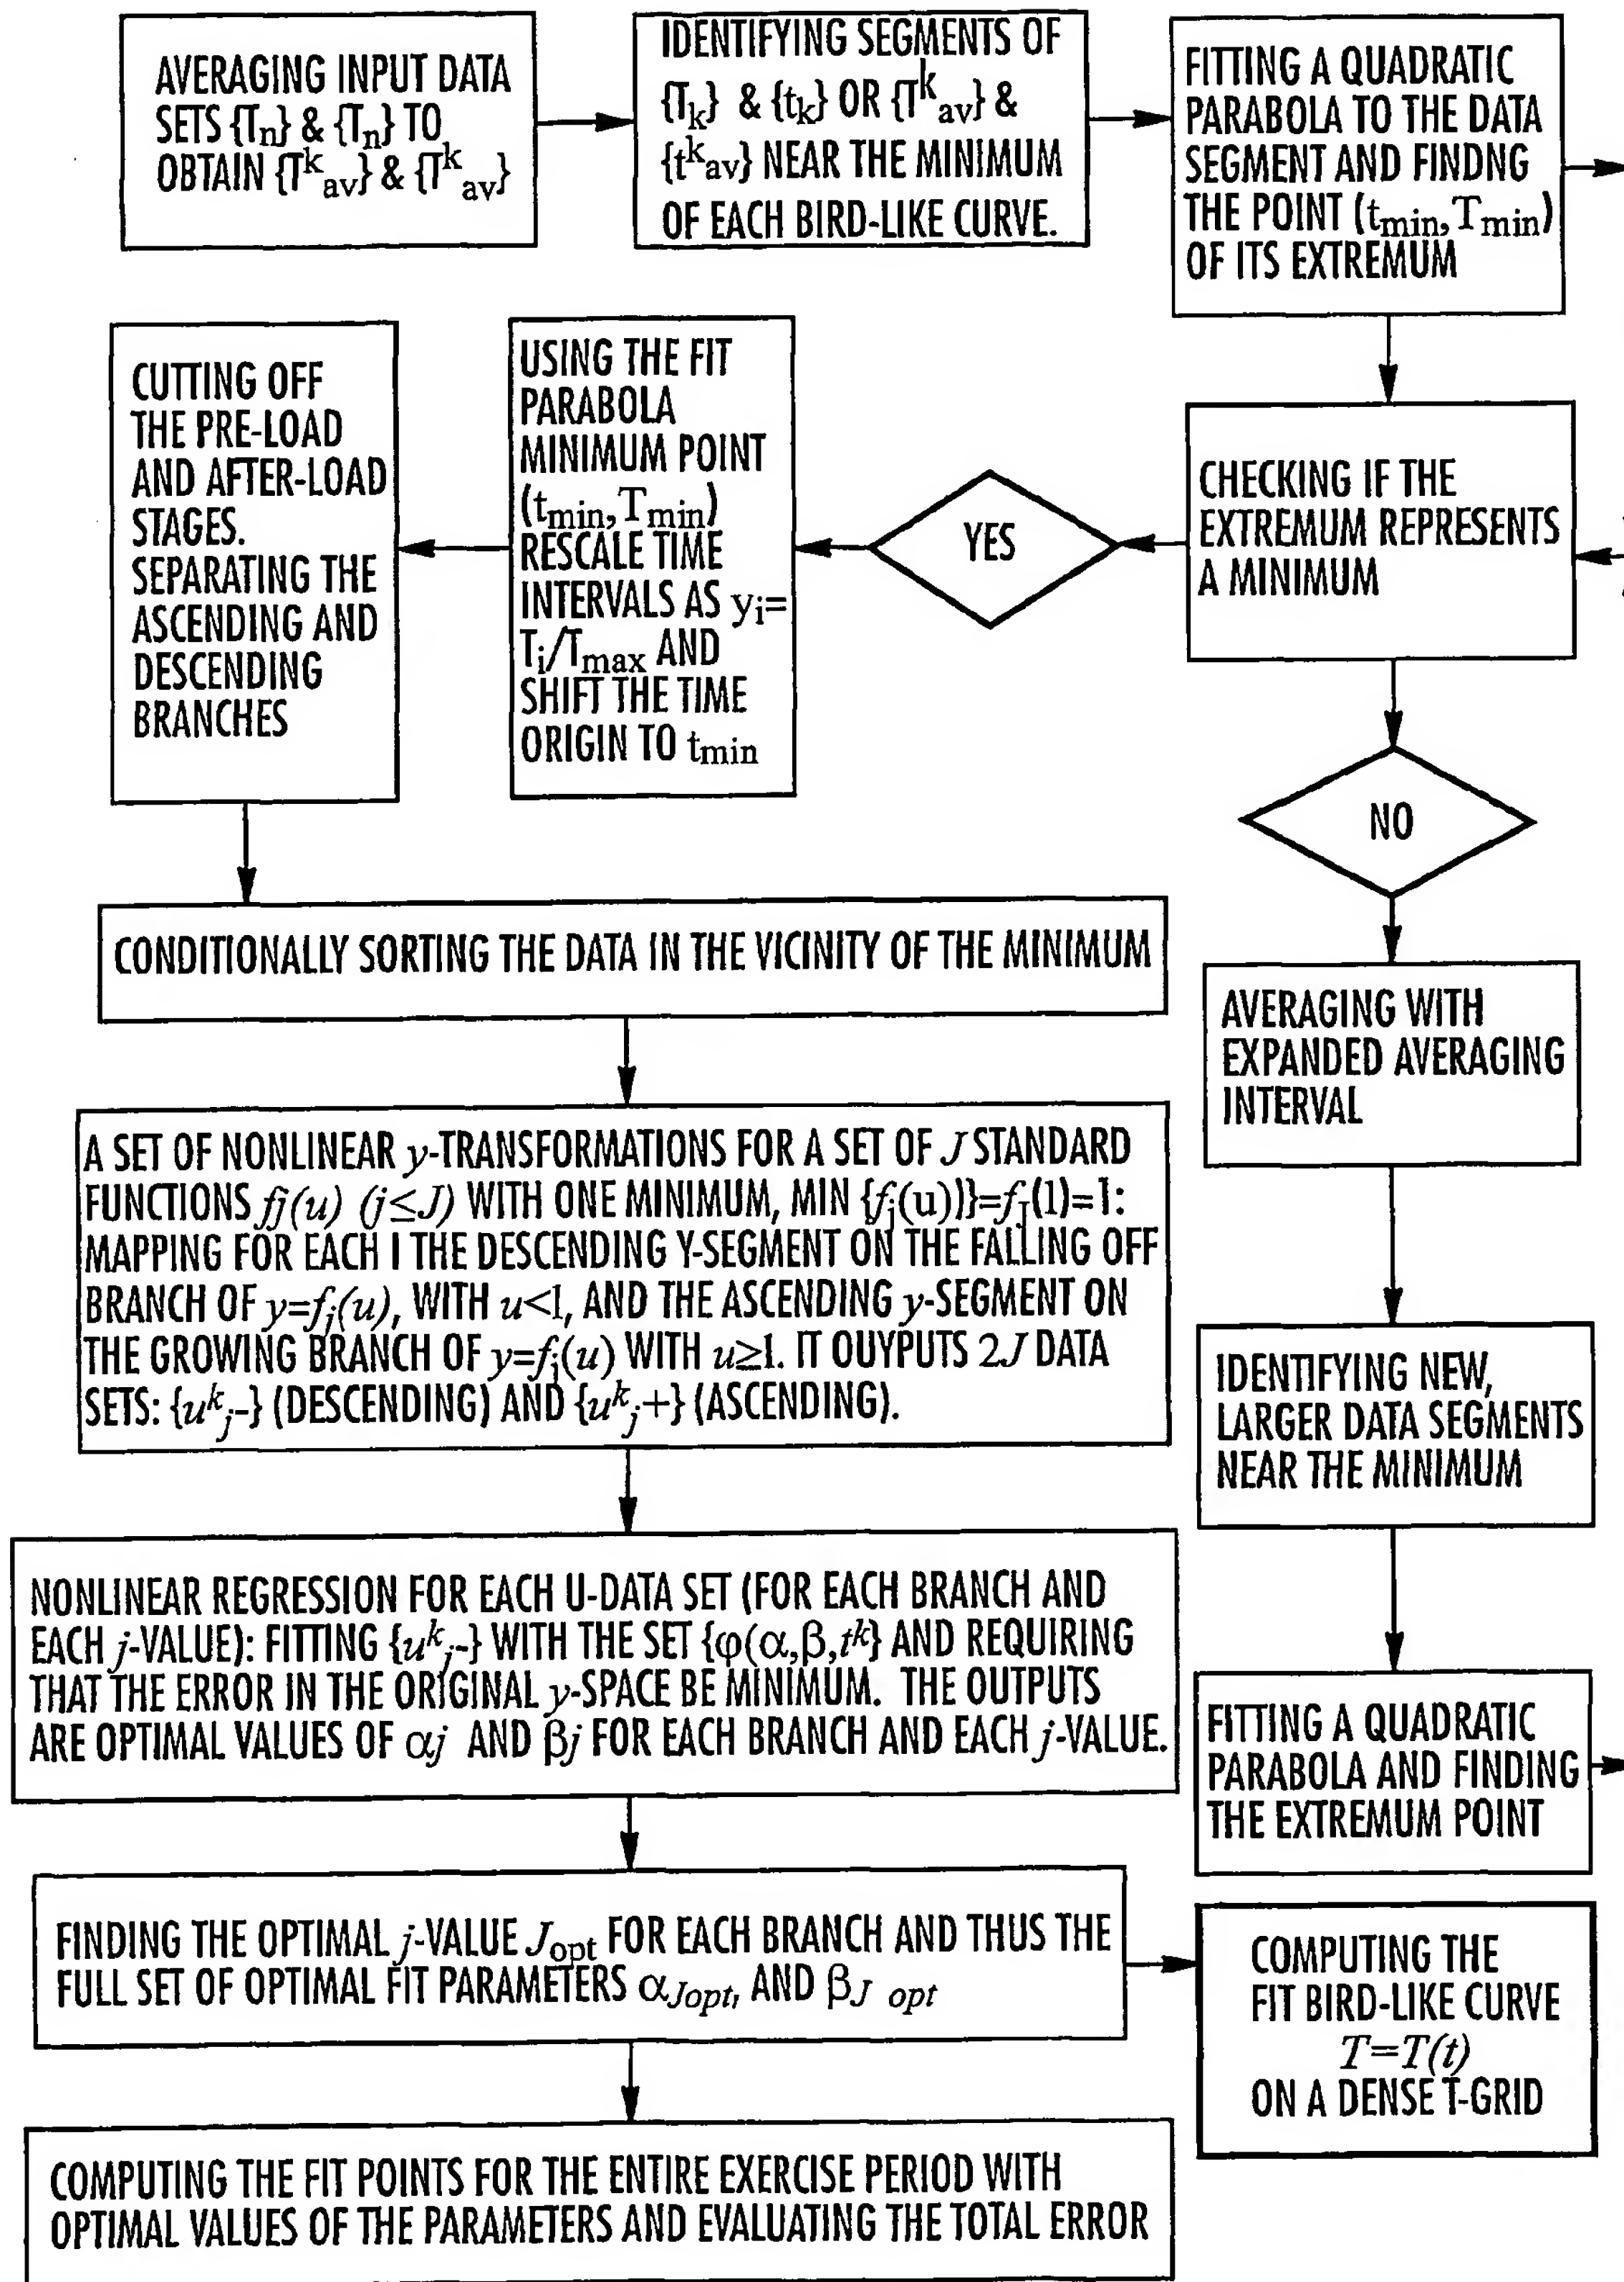 AVERAGING INPUT DATA
SETS {Tn} & {Tn} TO
OBTAIN {T^k_av} & {T^k_av}
IDENTIFYING SEGMENTS OF
{Tk} & {tk} OR {T^k_av} &
{t^k_av} NEAR THE MINIMUM
OF EACH BIRD-LIKE CURVE.
FITTING A QUADRATIC
PARABOLA TO THE DATA
SEGMENT AND FINDNG
THE POINT (tmin,Tmin)
OF ITS EXTREMUM
CUTTING OFF
THE PRE-LOAD
AND AFTER-LOAD
STAGES.
SEPARATING THE
ASCENDING AND
DESCENDING
BRANCHES
USING THE FIT
PARABOLA
MINIMUM POINT
(tmin,Tmin)
RESCALE TIME
INTERVALS AS yi=
Ti/Tmax AND
SHIFT THE TIME
ORIGIN TO tmin
YES
CHECKING IF THE
EXTREMUM REPRESENTS
A MINIMUM
NO
CONDITIONALLY SORTING THE DATA IN THE VICINITY OF THE MINIMUM
AVERAGING WITH
EXPANDED AVERAGING
INTERVAL
A SET OF NONLINEAR y-TRANSFORMATIONS FOR A SET OF J STANDARD
FUNCTIONS fj(u) (j≤J) WITH ONE MINIMUM, MIN {fj(u))}=fJ(1)=1:
MAPPING FOR EACH I THE DESCENDING Y-SEGMENT ON THE FALLING OFF
BRANCH OF y=fj(u), WITH u<1, AND THE ASCENDING y-SEGMENT ON
THE GROWING BRANCH OF y=fj(u) WITH u≥1. IT OUYPUTS 2J DATA
SETS: {u^k_j-} (DESCENDING) AND {u^k_j+} (ASCENDING).
IDENTIFYING NEW,
LARGER DATA SEGMENTS
NEAR THE MINIMUM
NONLINEAR REGRESSION FOR EACH U-DATA SET (FOR EACH BRANCH AND
EACH j-VALUE): FITTING {u^k_j-} WITH THE SET {φ(α,β,t^k} AND REQUIRING
THAT THE ERROR IN THE ORIGINAL y-SPACE BE MINIMUM. THE OUTPUTS
ARE OPTIMAL VALUES OF αj AND βj FOR EACH BRANCH AND EACH j-VALUE.
FITTING A QUADRATIC
PARABOLA AND FINDING
THE EXTREMUM POINT
FINDING THE OPTIMAL j-VALUE Jopt FOR EACH BRANCH AND THUS THE
FULL SET OF OPTIMAL FIT PARAMETERS αJopt, AND βJ opt
COMPUTING THE
FIT BIRD-LIKE CURVE
T=T(t)
ON A DENSE T-GRID
COMPUTING THE FIT POINTS FOR THE ENTIRE EXERCISE PERIOD WITH
OPTIMAL VALUES OF THE PARAMETERS AND EVALUATING THE TOTAL ERROR